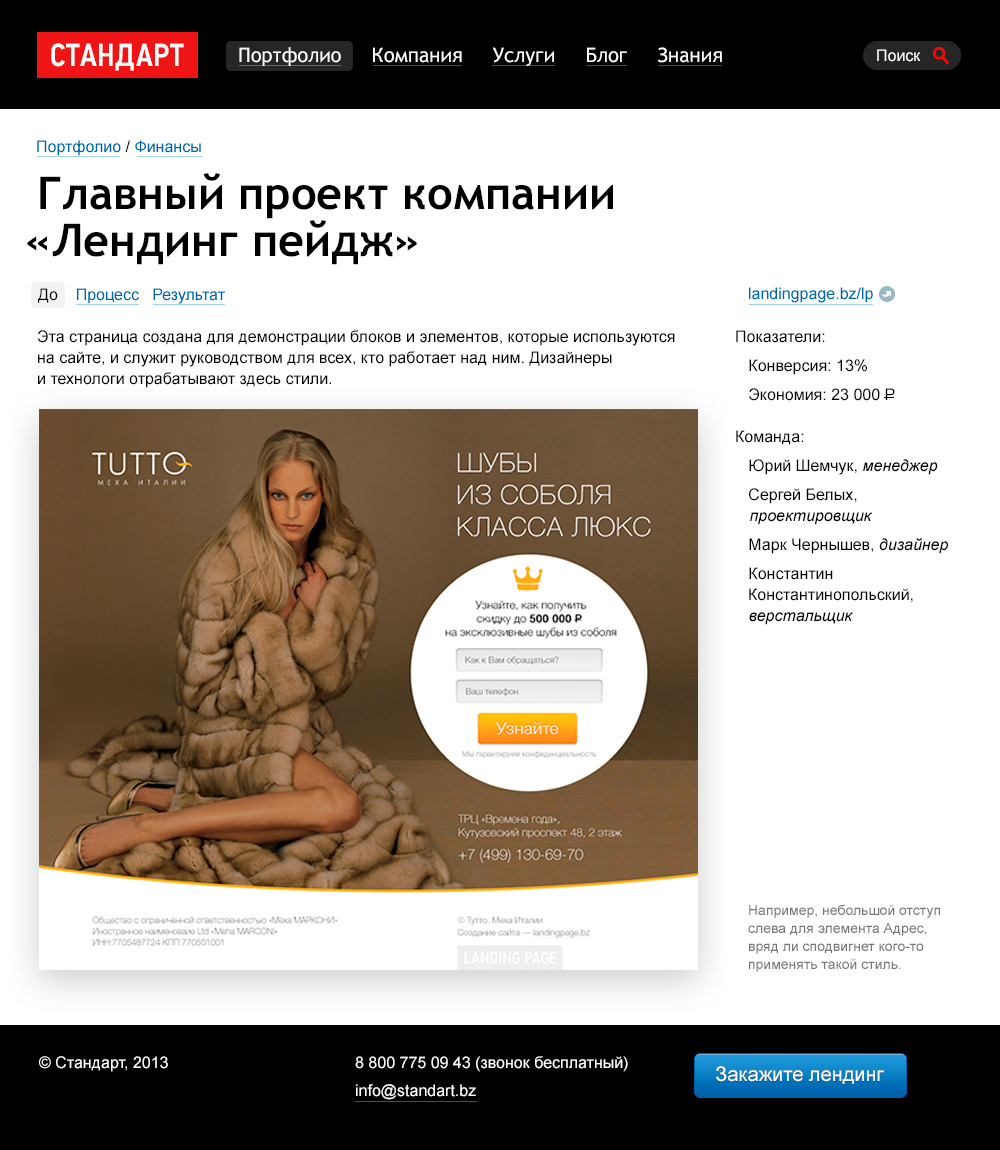 СТАНДАРТ
Портфолио Компания Услуги Блог Знания
Поиск
Портфолио / Финансы
Главный проект компании
«Лендинг пейдж»
До Процесс Результат
Эта страница создана для демонстрации блоков и элементов, которые используются
на сайте, и служит руководством для всех, кто работает над ним. Дизайнеры
и технологи отрабатывают здесь стили.
TUTTO
МЕХА ИТАЛИИ
ШУБЫ
ИЗ СОБОЛЯ
КЛАССА ЛЮКС
Узнайте, как получить
скидку до 500 000 ₽
на эксклюзивные шубы из соболя
Как к Вам обращаться?
Ваш телефон
Узнайте
Мы гарантируем конфиденциальность
ТРЦ «Времена года»,
Кутузовский проспект 48, 2 этаж
+7 (499) 130-69-70
Общество с ограниченной ответственностью «Меха МАРКОНИ»
Иностранное наименование Ltd «Meha MARCONI»
ИНН:7705487724 КПП:770501001
© Тутто. Меха Италии
Создание сайта — landingpage.bz
LANDING PAGE
landingpage.bz/lp
Показатели:
Конверсия: 13%
Экономия: 23 000 ₽
Команда:
Юрий Шемчук, менеджер
Сергей Белых,
проектировщик
Марк Чернышев, дизайнер
Константин
Константинопольский,
верстальщик
Например, небольшой отступ
слева для элемента Адрес,
вряд ли сподвигнет кого-то
применять такой стиль.
© Стандарт, 2013
8 800 775 09 43 (звонок бесплатный)
info@standart.bz
Закажите лендинг